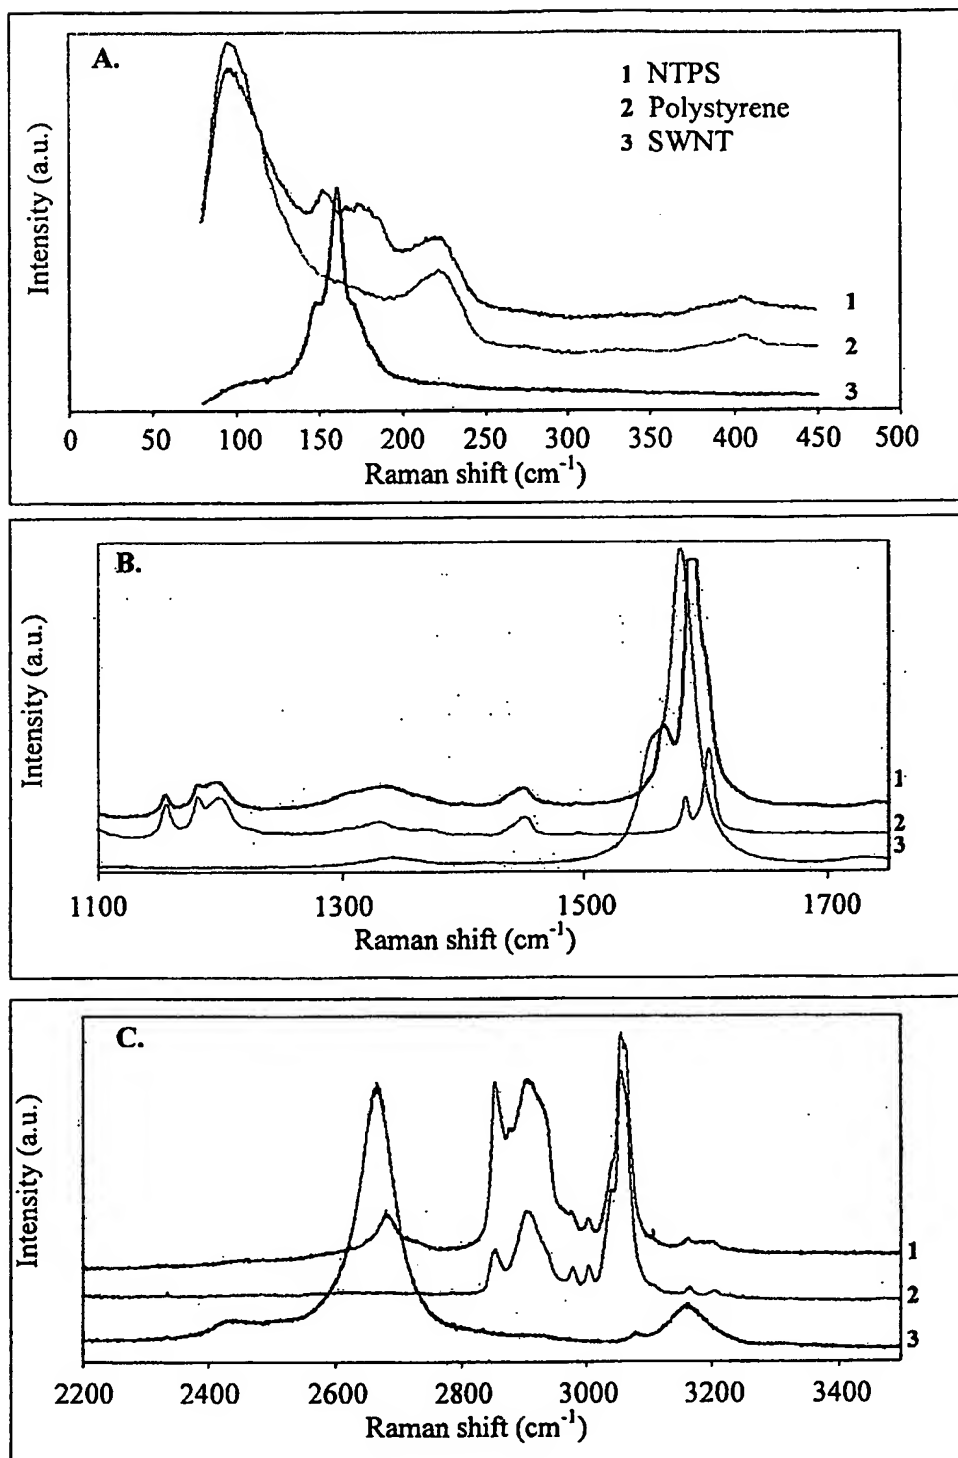 A.
1 NTPS
2 Polystyrene
3 SWNT
Intensity (a.u.)
1
2
3
0 50 100 150 200 250 300 350 400 450 500
Raman shift (cm⁻¹)
B.
Intensity (a.u.)
1
2
3
1100 1300 1500 1700
Raman shift (cm⁻¹)
C.
Intensity (a.u.)
1
2
3
2200 2400 2600 2800 3000 3200 3400
Raman shift (cm⁻¹)